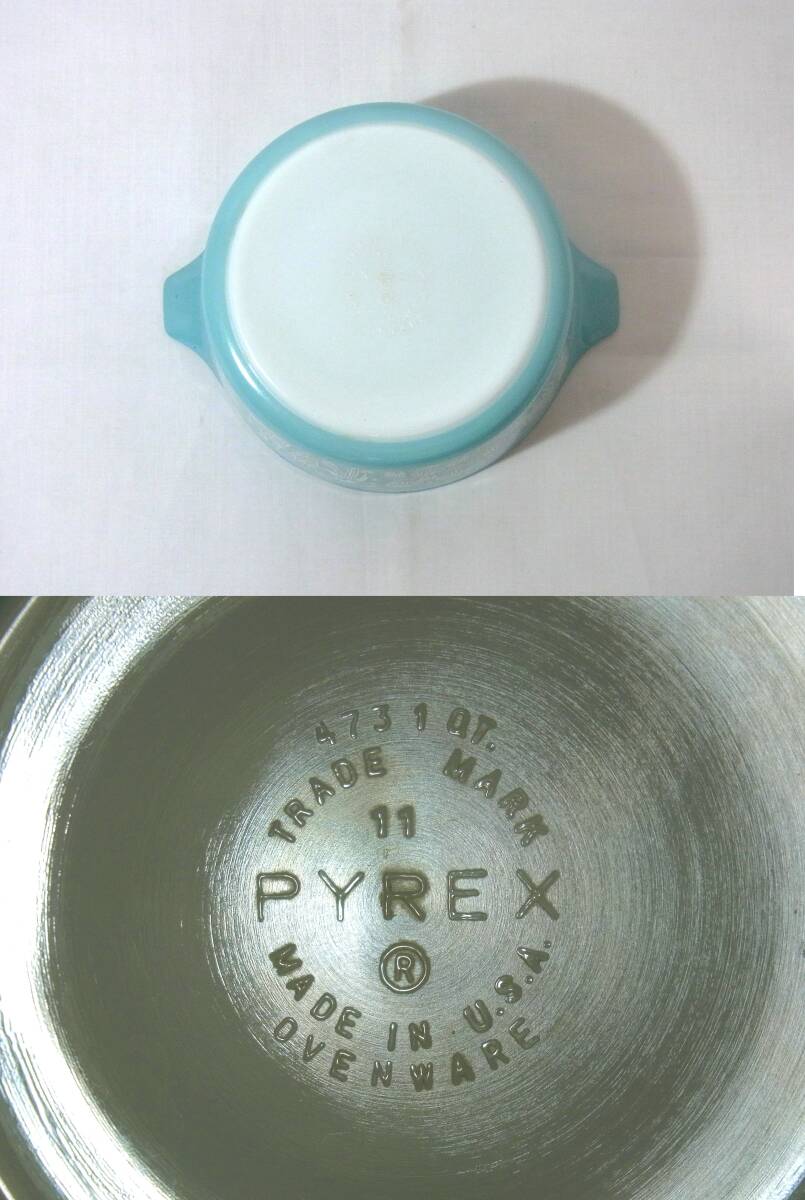 473 1 QT.
TRADE MARK
11
PYREX
®
MADE IN U.S.A.
OVENWARE